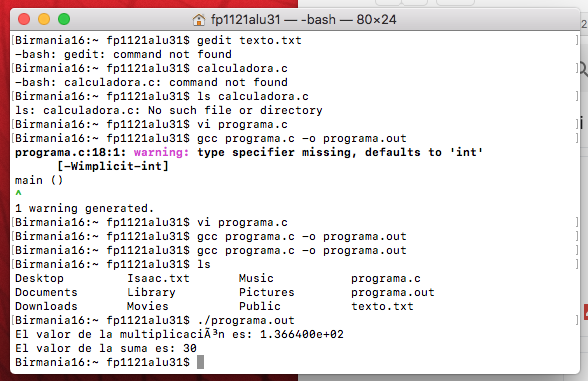 fp1121alu31 — -bash — 80×24
[Birmania16:~ fp1121alu31$ gedit texto.txt ]
-bash: gedit: command not found
[Birmania16:~ fp1121alu31$ calculadora.c ]
-bash: calculadora.c: command not found
[Birmania16:~ fp1121alu31$ ls calculadora.c ]
ls: calculadora.c: No such file or directory
[Birmania16:~ fp1121alu31$ vi programa.c ]
[Birmania16:~ fp1121alu31$ gcc programa.c -o programa.out ]
programa.c:18:1: warning: type specifier missing, defaults to 'int'
[-Wimplicit-int]
main ()
^
1 warning generated.
[Birmania16:~ fp1121alu31$ vi programa.c ]
[Birmania16:~ fp1121alu31$ gcc programa.c -o programa.out ]
[Birmania16:~ fp1121alu31$ gcc programa.c -o programa.out ]
[Birmania16:~ fp1121alu31$ ls ]
Desktop Isaac.txt Music programa.c
Documents Library Pictures programa.out
Downloads Movies Public texto.txt
[Birmania16:~ fp1121alu31$ ./programa.out ]
El valor de la multiplicaciÃ³n es: 1.366400e+02
El valor de la suma es: 30
Birmania16:~ fp1121alu31$